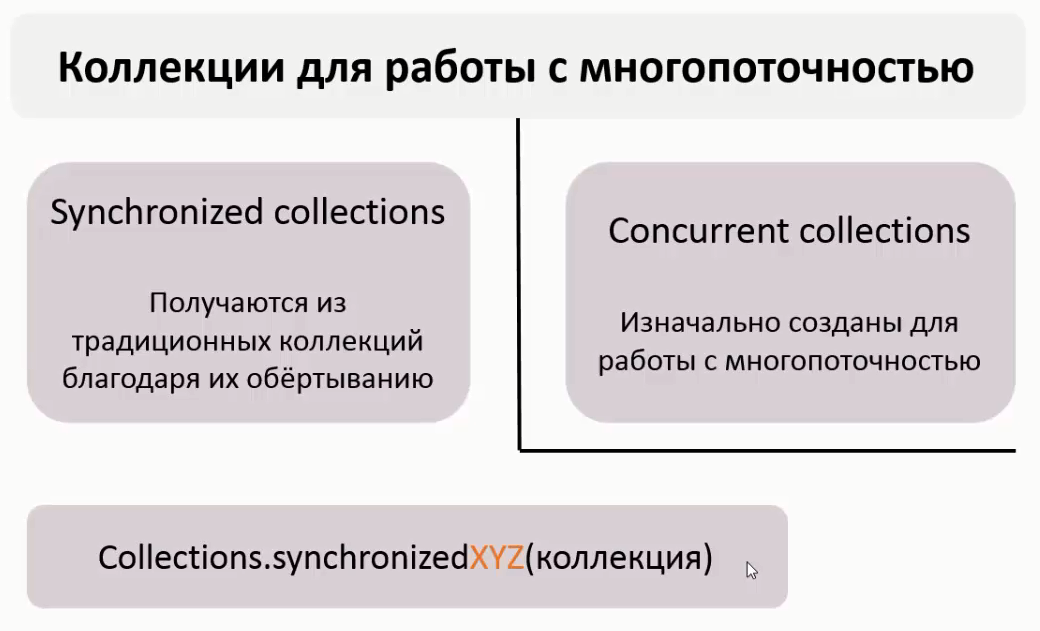 Коллекции для работы с многопоточностью
Synchronized collections
Получаются из
традиционных коллекций
благодаря их обёртыванию
Concurrent collections
Изначально созданы для
работы с многопоточностью
Collections.synchronizedXYZ(коллекция)